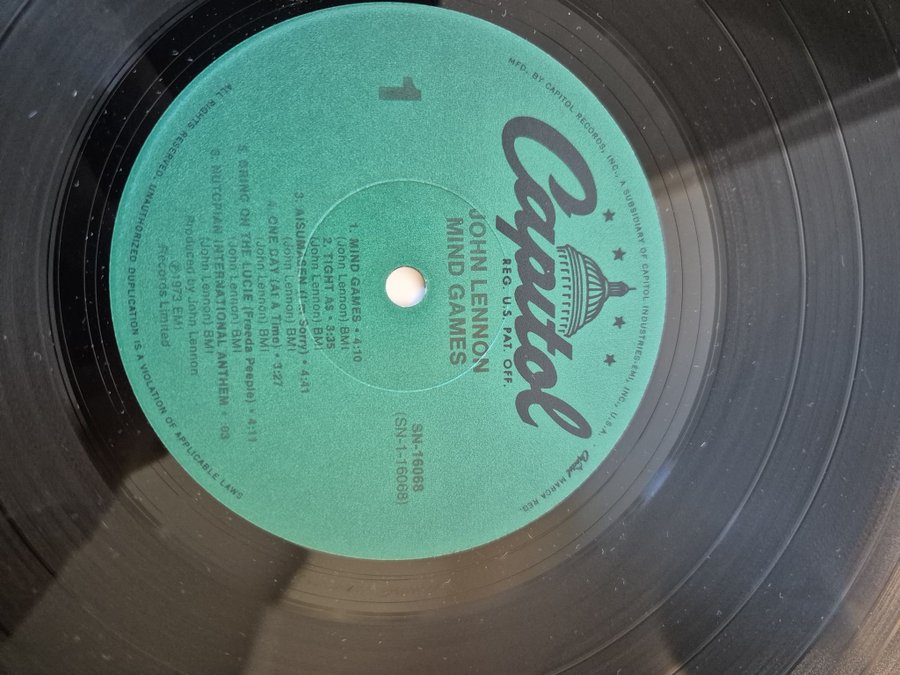 MFD. BY CAPITOL RECORDS, INC., A SUBSIDIARY OF CAPITOL INDUSTRIES-EMI, INC., U.S.A. · Capitol MARCA REG.
Capitol
REG. U.S. PAT. OFF.
JOHN LENNON
MIND GAMES
1
SN-16068
(SN-1-16068)
1. MIND GAMES • 4:10
(John Lennon) BMI
2. TIGHT A$ • 3:35
(John Lennon) BMI
3. AISUMASEN (I'm Sorry) • 4:41
(John Lennon) BMI
4. ONE DAY (At A Time) • 3:27
(John Lennon) BMI
5. BRING ON THE LUCIE (Freeda Peeple) • 4:11
(John Lennon) BMI
6. NUTOPIAN INTERNATIONAL ANTHEM • :03
(John Lennon) BMI
Produced by John Lennon
℗1973 EMI
Records Limited
ALL RIGHTS RESERVED. UNAUTHORIZED DUPLICATION IS A VIOLATION OF APPLICABLE LAWS